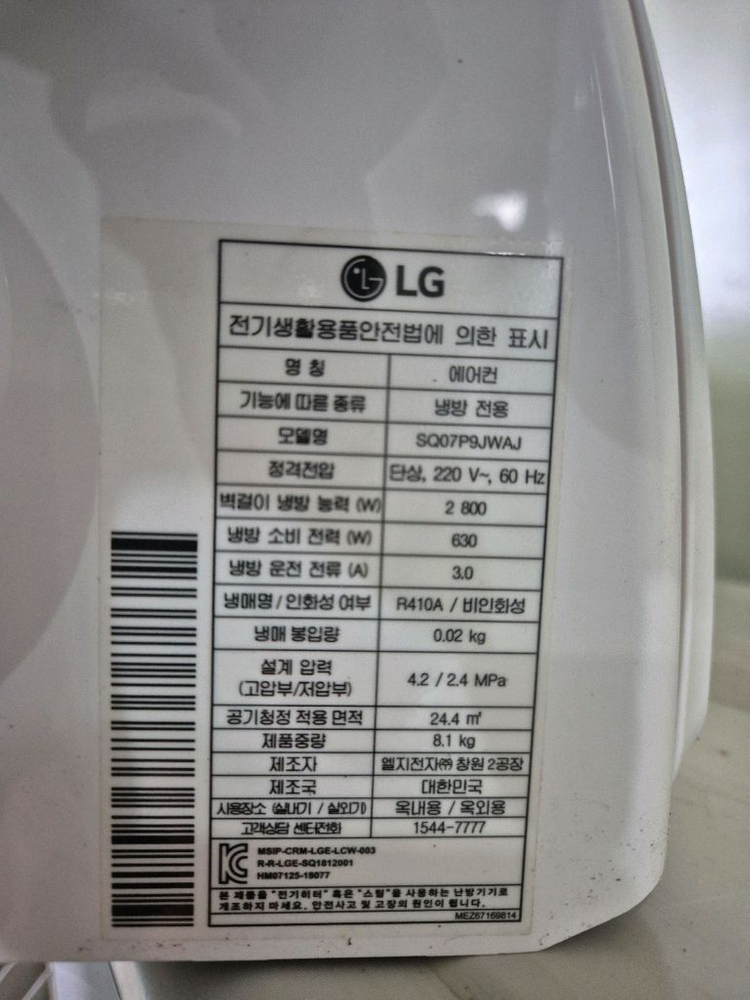 LG
전기생활용품안전법에 의한 표시
명 칭 에어컨
기능에 따른 종류 냉방 전용
모델명 SQ07P9JWAJ
정격전압 단상, 220 V~, 60 Hz
벽걸이 냉방 능력 (W) 2 800
냉방 소비 전력 (W) 630
냉방 운전 전류 (A) 3.0
냉매명 / 인화성 여부 R410A / 비인화성
냉매 봉입량 0.02 kg
설계 압력
(고압부/저압부) 4.2 / 2.4 MPa
공기청정 적용 면적 24.4 ㎡
제품중량 8.1 kg
제조자 엘지전자㈜ 창원 2공장
제조국 대한민국
사용장소 (실내기 / 실외기) 옥내용 / 옥외용
고객상담 센터전화 1544-7777
MSIP-CRM-LGE-LCW-003
R-R-LGE-SQ1812001
HM07125-18077
본 제품을 "전기히터" 혹은 "스팀"을 사용하는 난방기기로
개조하지 마세요. 안전사고 및 고장의 원인이 됩니다.
MEZ67169814